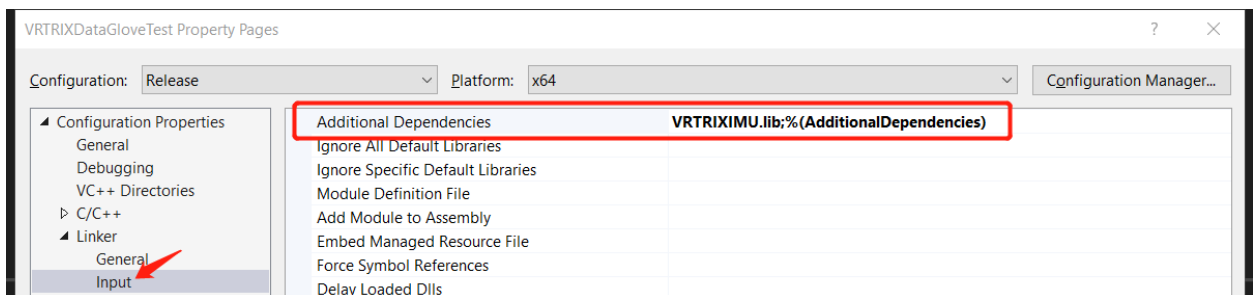 VRTRIXDataGloveTest Property Pages ? ×
Configuration: Release Platform: x64 Configuration Manager...
Configuration Properties
General
Debugging
VC++ Directories
C/C++
Linker
General
Input
Additional Dependencies VRTRIXIMU.lib;%(AdditionalDependencies)
Ignore All Default Libraries
Ignore Specific Default Libraries
Module Definition File
Add Module to Assembly
Embed Managed Resource File
Force Symbol References
Delay Loaded Dlls